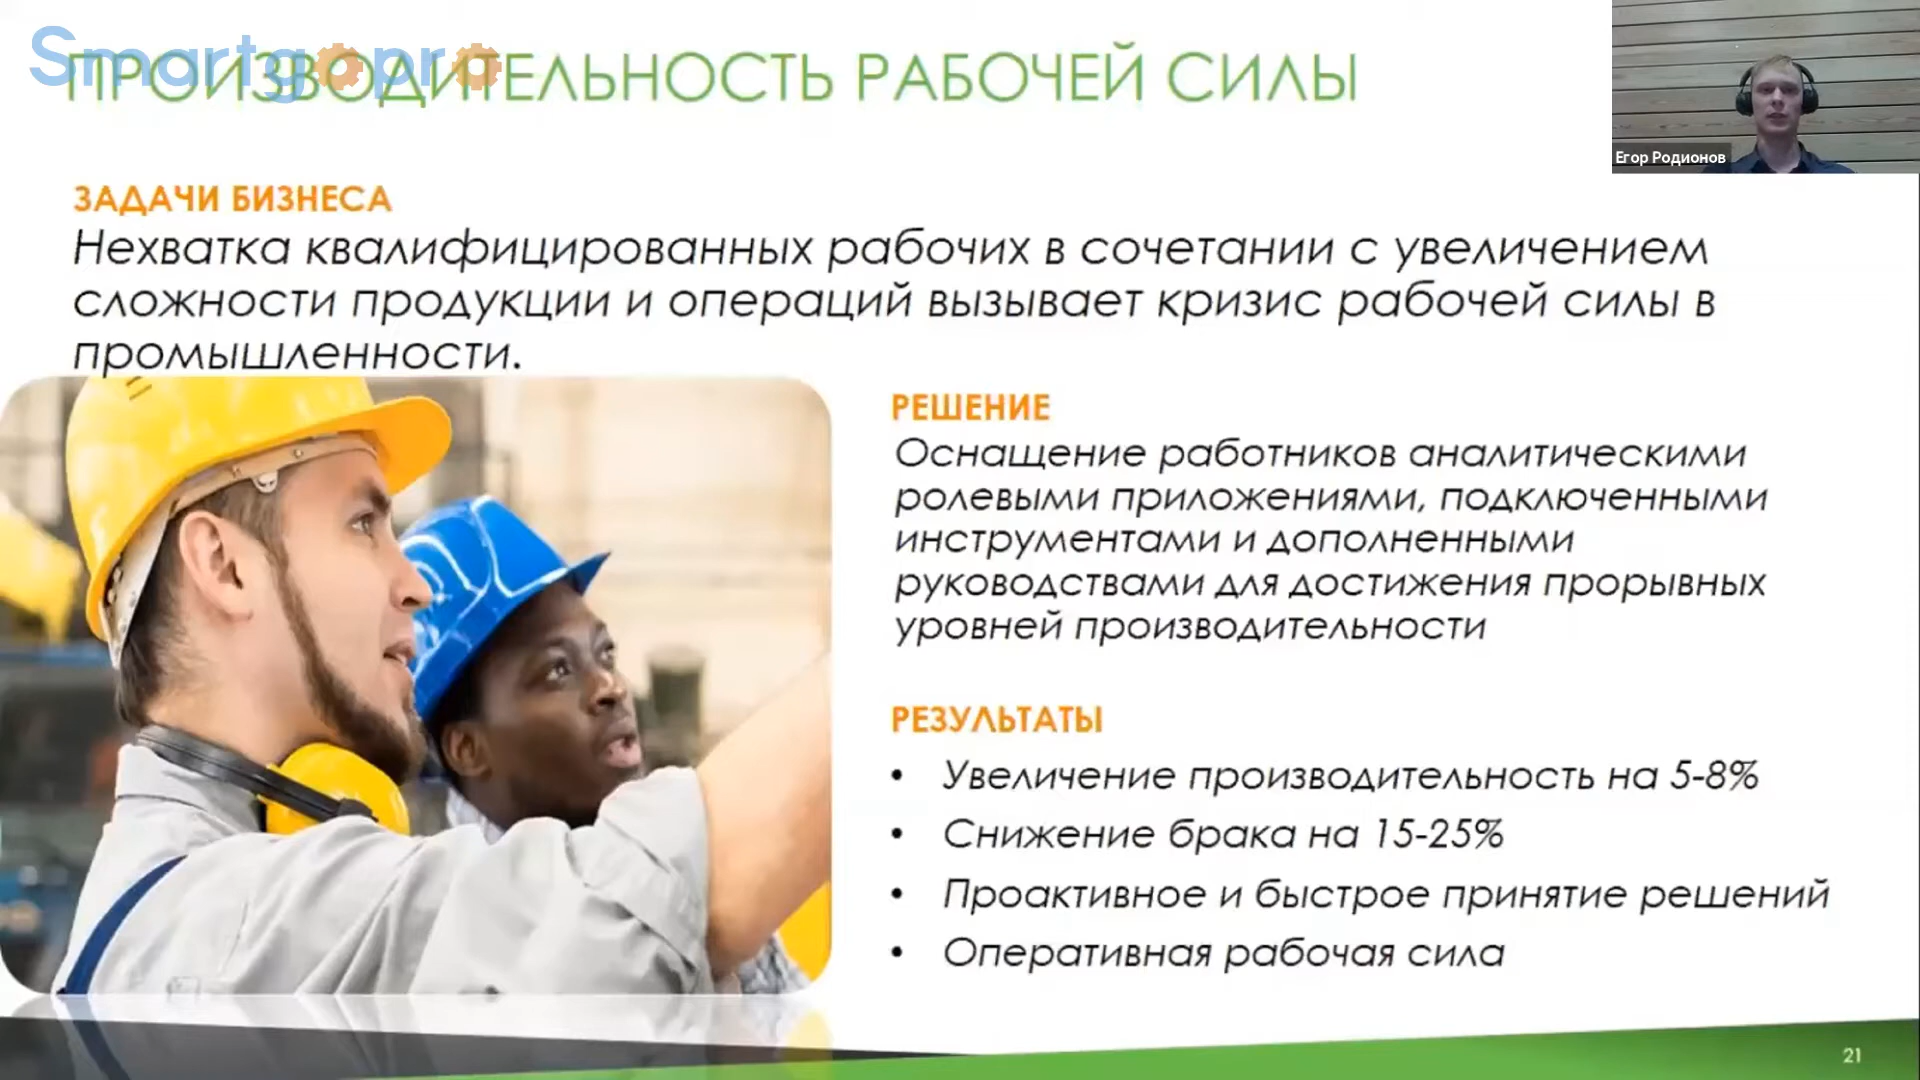 Smartgopro
ПРОИЗВОДИТЕЛЬНОСТЬ РАБОЧЕЙ СИЛЫ
Егор Родионов
ЗАДАЧИ БИЗНЕСА
Нехватка квалифицированных рабочих в сочетании с увеличением
сложности продукции и операций вызывает кризис рабочей силы в
промышленности.
РЕШЕНИЕ
Оснащение работников аналитическими
ролевыми приложениями, подключенными
инструментами и дополненными
руководствами для достижения прорывных
уровней производительности
РЕЗУЛЬТАТЫ
• Увеличение производительность на 5-8%
• Снижение брака на 15-25%
• Проактивное и быстрое принятие решений
• Оперативная рабочая сила
21